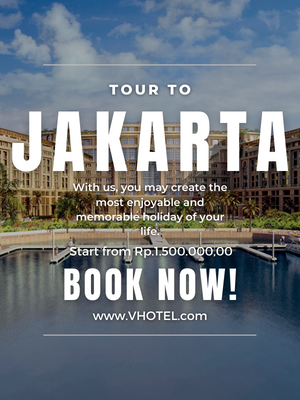 TOUR TO
JAKARTA
With us, you may create the
most enjoyable and
memorable holiday of your
life.
Start from Rp.1.500.000,00
BOOK NOW!
www.VHOTEL.com